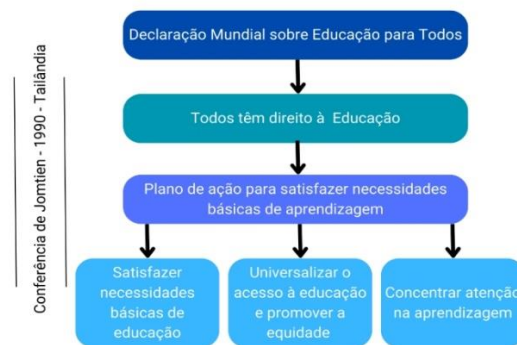 Declaração Mundial sobre Educação para Todos
Conferência de Jomtien - 1990 - Tailândia
Todos têm direito à Educação
Plano de ação para satisfazer necessidades
básicas de aprendizagem
Satisfazer
necessidades
básicas de
educação
Universalizar o
acesso à educação
e promover a
equidade
Concentrar atenção
na aprendizagem